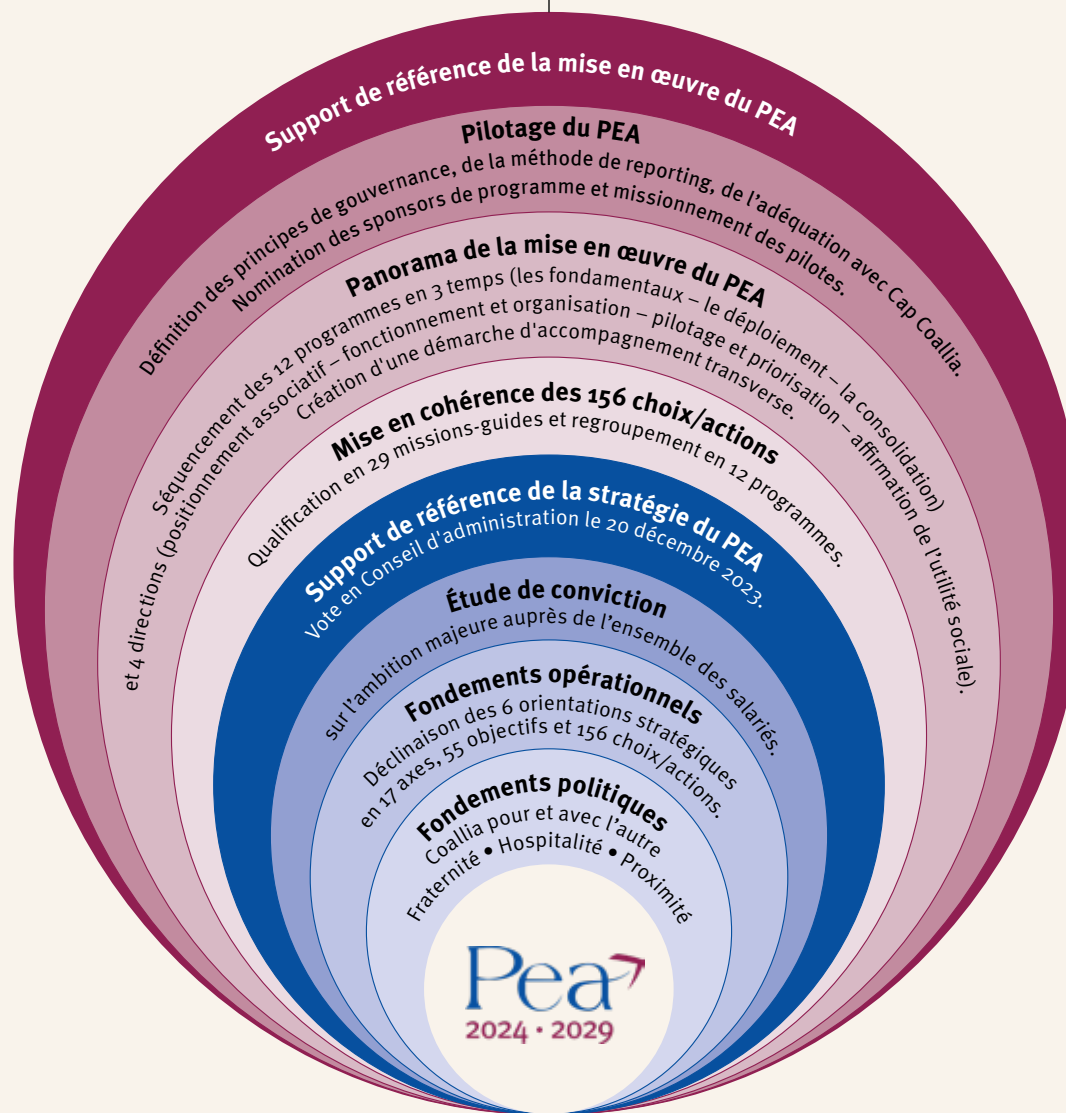 Support de référence de la mise en œuvre du PEA
Pilotage du PEA
Définition des principes de gouvernance, de la méthode de reporting, de l'adéquation avec Cap Coallia.
Nomination des sponsors de programme et missionnement des pilotes.
Panorama de la mise en œuvre du PEA
Séquencement des 12 programmes en 3 temps (les fondamentaux – le déploiement – la consolidation)
et 4 directions (positionnement associatif – fonctionnement et organisation – pilotage et priorisation – affirmation de l'utilité sociale).
Création d'une démarche d'accompagnement transverse.
Mise en cohérence des 156 choix/actions
Qualification en 29 missions-guides et regroupement en 12 programmes.
Support de référence de la stratégie du PEA
Vote en Conseil d'administration le 20 décembre 2023.
Étude de conviction
sur l'ambition majeure auprès de l'ensemble des salariés.
Fondements opérationnels
Déclinaison des 6 orientations stratégiques
en 17 axes, 55 objectifs et 156 choix/actions.
Fondements politiques
Coallia pour et avec l'autre
Fraternité • Hospitalité • Proximité
Pea
2024 • 2029